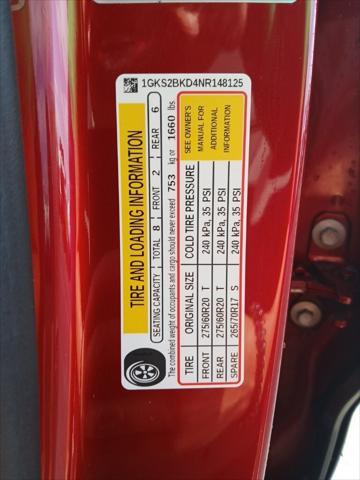 1GKS2BKD4NR148125
TIRE AND LOADING INFORMATION
SEATING CAPACITY TOTAL 8 FRONT 2 REAR 6
The combined weight of occupants and cargo should never exceed 753 kg or 1660 lbs.
TIRE ORIGINAL SIZE COLD TIRE PRESSURE SEE OWNER'S
FRONT 275/60R20 T 240 kPa, 35 PSI MANUAL FOR
REAR 275/60R20 T 240 kPa, 35 PSI ADDITIONAL
SPARE 265/70R17 S 240 kPa, 35 PSI INFORMATION